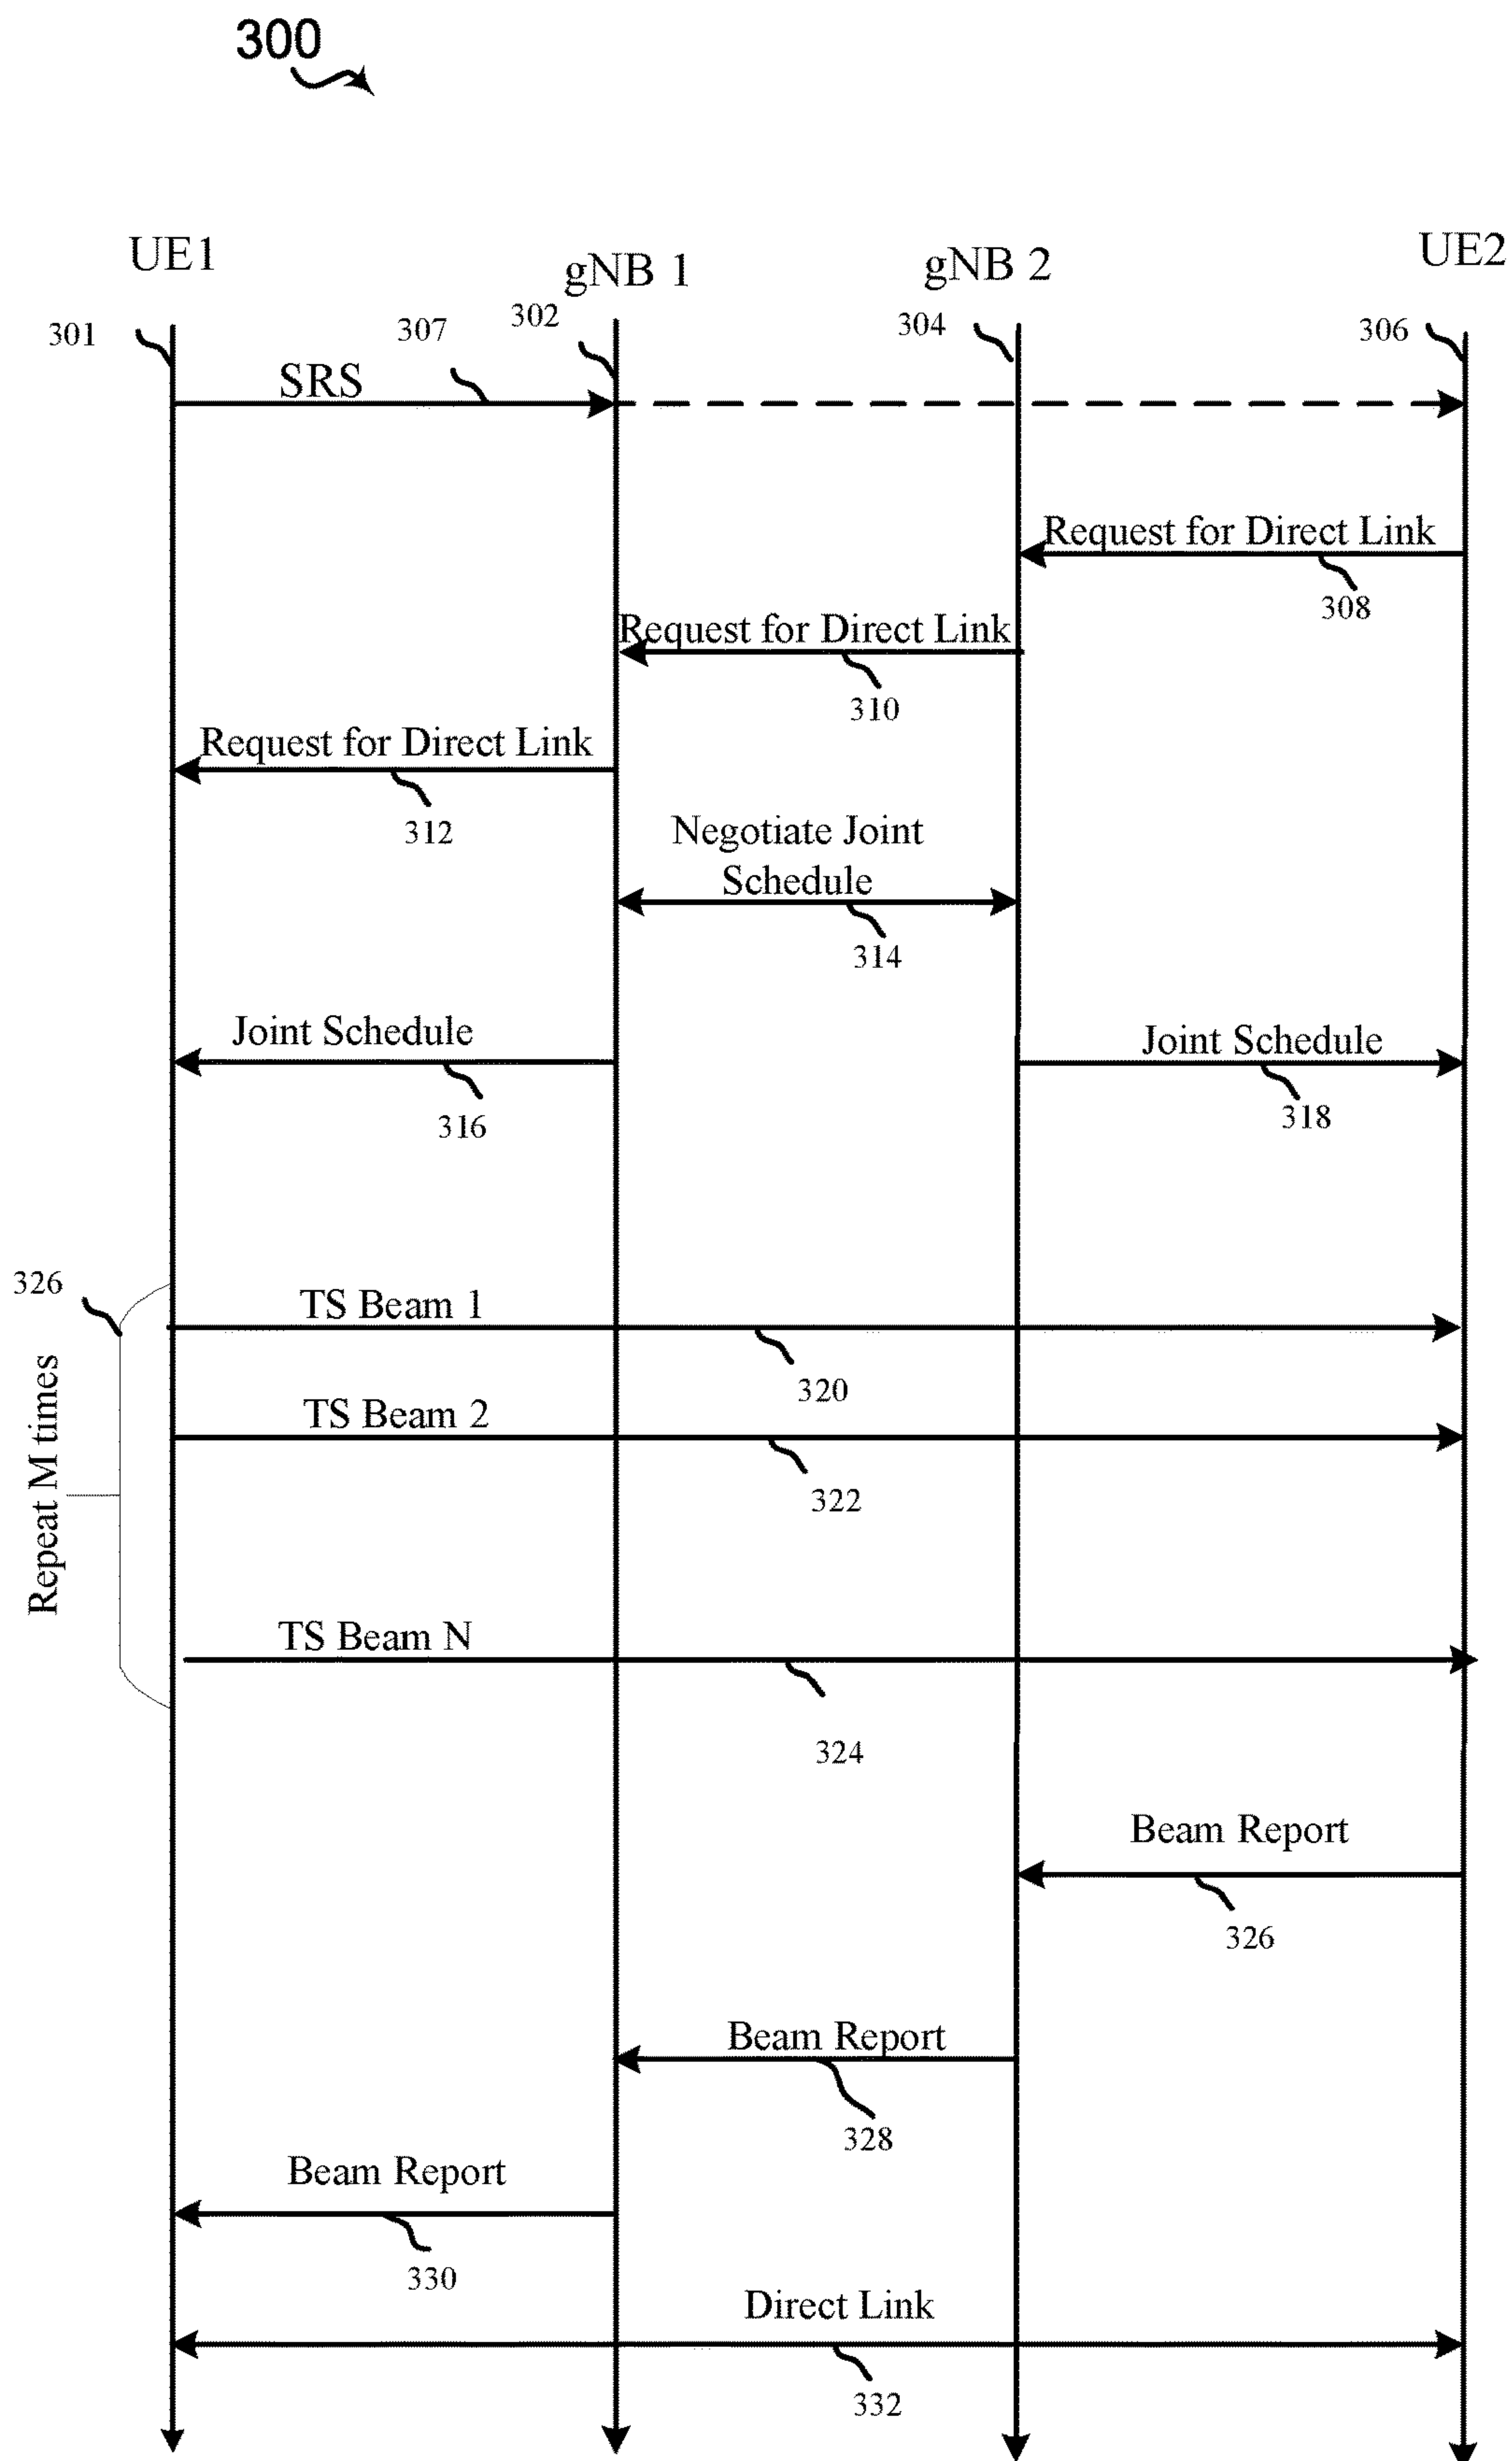 300
UE1
gNB 1
gNB 2
UE2
301
307
302
304
306
SRS
Request for Direct Link
308
Request for Direct Link
310
Request for Direct Link
312
Negotiate Joint
Schedule
314
Joint Schedule
Joint Schedule
316
318
326
Repeat M times
TS Beam 1
320
TS Beam 2
322
TS Beam N
324
Beam Report
326
Beam Report
328
Beam Report
330
Direct Link
332